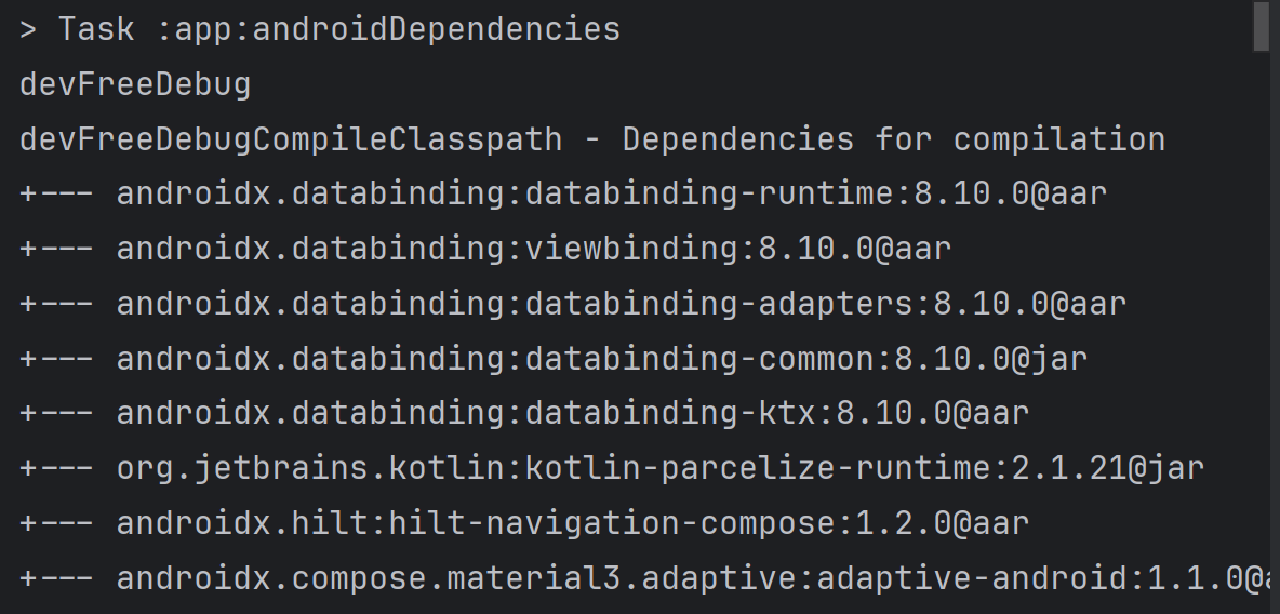 > Task :app:androidDependencies
devFreeDebug
devFreeDebugCompileClasspath - Dependencies for compilation
+--- androidx.databinding:databinding-runtime:8.10.0@aar
+--- androidx.databinding:viewbinding:8.10.0@aar
+--- androidx.databinding:databinding-adapters:8.10.0@aar
+--- androidx.databinding:databinding-common:8.10.0@jar
+--- androidx.databinding:databinding-ktx:8.10.0@aar
+--- org.jetbrains.kotlin:kotlin-parcelize-runtime:2.1.21@jar
+--- androidx.hilt:hilt-navigation-compose:1.2.0@aar
+--- androidx.compose.material3.adaptive:adaptive-android:1.1.0@